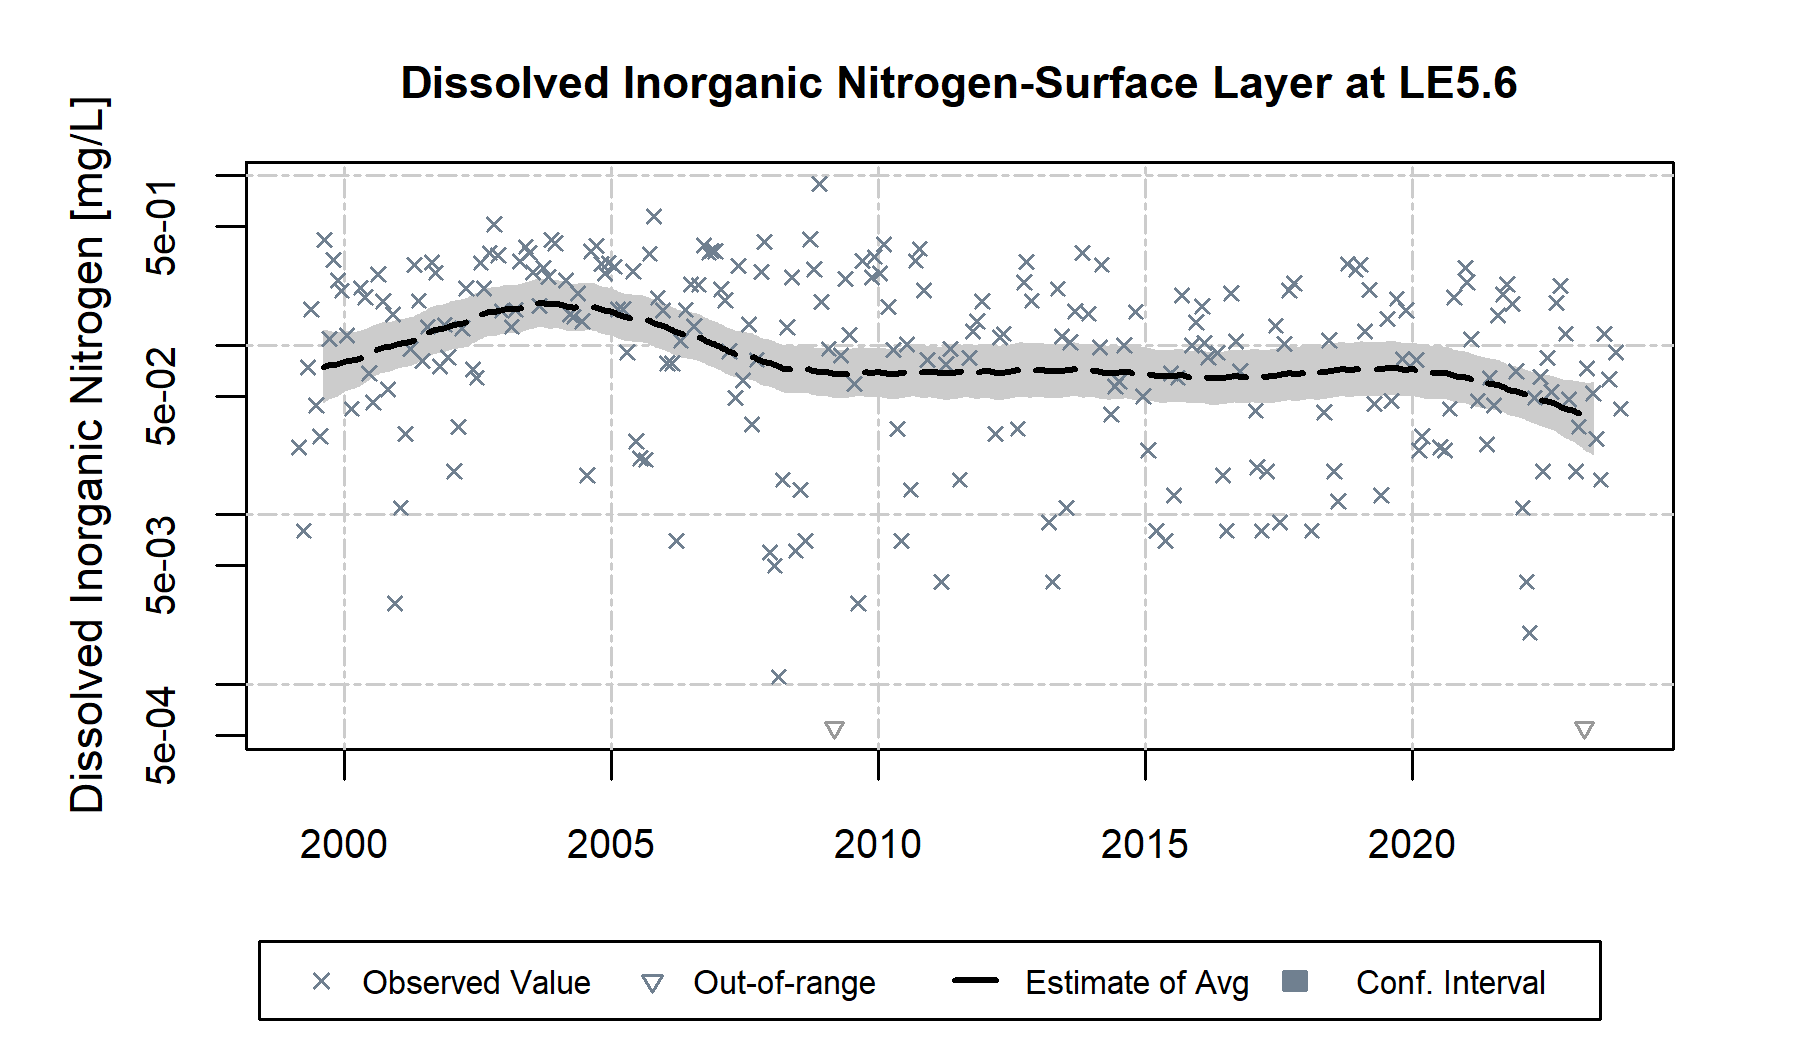 Dissolved Inorganic Nitrogen-Surface Layer at LE5.6
Dissolved Inorganic Nitrogen [mg/L]
5e-01
5e-02
5e-03
5e-04
2000 2005 2010 2015 2020
Observed Value Out-of-range Estimate of Avg Conf. Interval